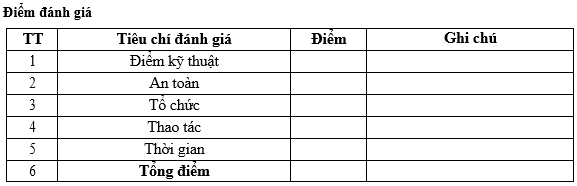 Điểm đánh giá
TT Tiêu chí đánh giá Điểm Ghi chú
1 Điểm kỹ thuật
2 An toàn
3 Tổ chức
4 Thao tác
5 Thời gian
6 Tổng điểm